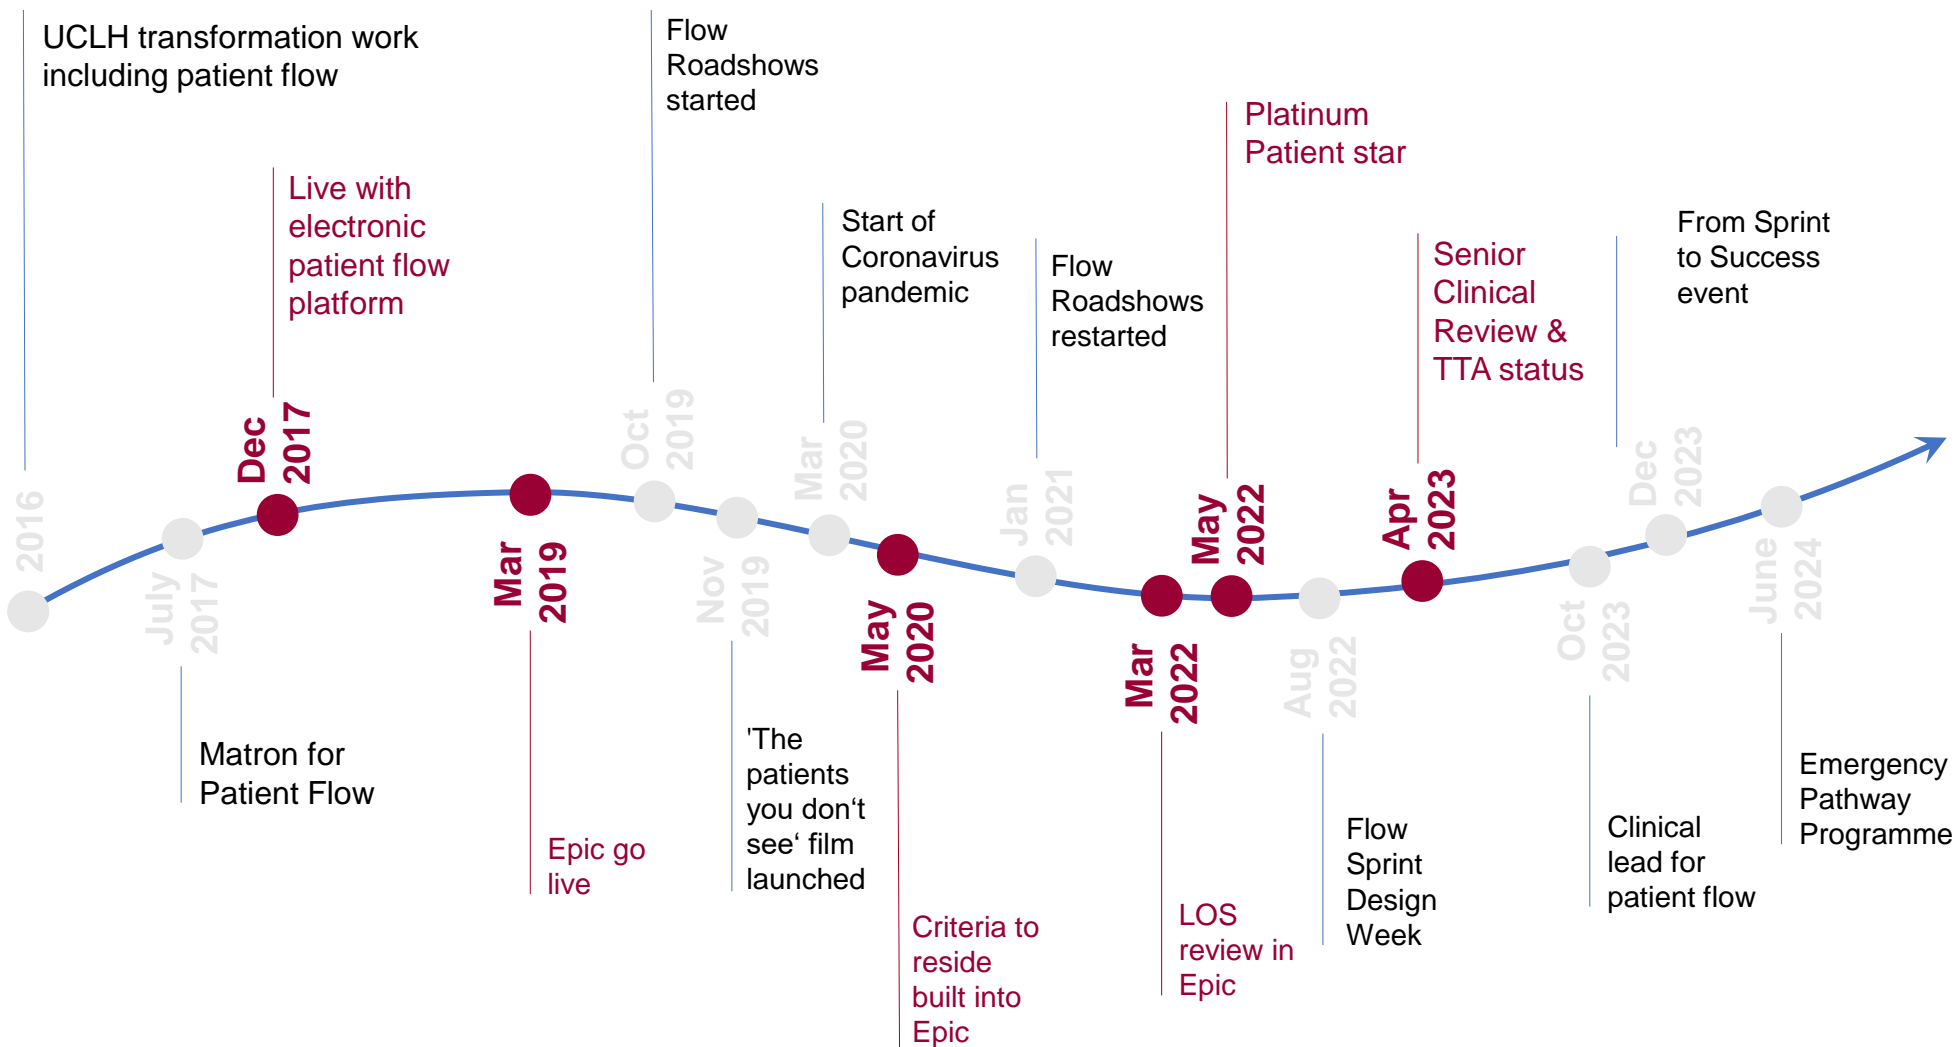 UCLH transformation work
including patient flow
2016
July
2017
Matron for
Patient Flow
Live with
electronic
patient flow
platform
Dec
2017
Mar
2019
Epic go
live
Flow
Roadshows
started
Oct
2019
Nov
2019
'The
patients
you don‘t
see‘ film
launched
Start of
Coronavirus
pandemic
Mar
2020
May
2020
Criteria to
reside
built into
Epic
Flow
Roadshows
restarted
Jan
2021
Mar
2022
LOS
review in
Epic
Platinum
Patient star
May
2022
Aug
2022
Flow
Sprint
Design
Week
Senior
Clinical
Review &
TTA status
Apr
2023
Oct
2023
Clinical
lead for
patient flow
From Sprint
to Success
event
Dec
2023
June
2024
Emergency
Pathway
Programme